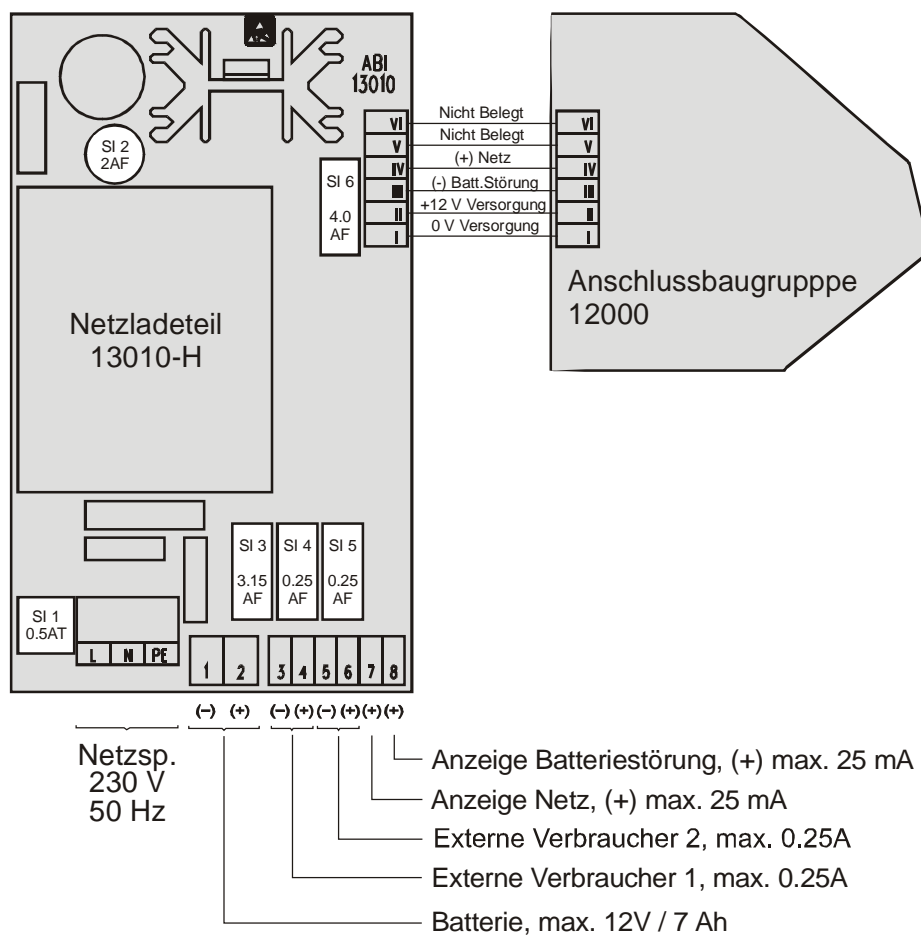 ABI
13010
VI
V
IV
III
II
I
Nicht Belegt
Nicht Belegt
(+) Netz
(-) Batt.Störung
+12 V Versorgung
0 V Versorgung
VI
V
IV
III
II
I
SI 2
2AF
SI 6
4.0
AF
Anschlussbaugrupppe
12000
Netzladeteil
13010-H
SI 3
3.15
AF
SI 4
0.25
AF
SI 5
0.25
AF
SI 1
0.5AT
L N PE
1 2 3 4 5 6 7 8
(-) (+) (-) (+) (-) (+) (+) (+)
Netzsp.
230 V
50 Hz
Anzeige Batteriestörung, (+) max. 25 mA
Anzeige Netz, (+) max. 25 mA
Externe Verbraucher 2, max. 0.25A
Externe Verbraucher 1, max. 0.25A
Batterie, max. 12V / 7 Ah